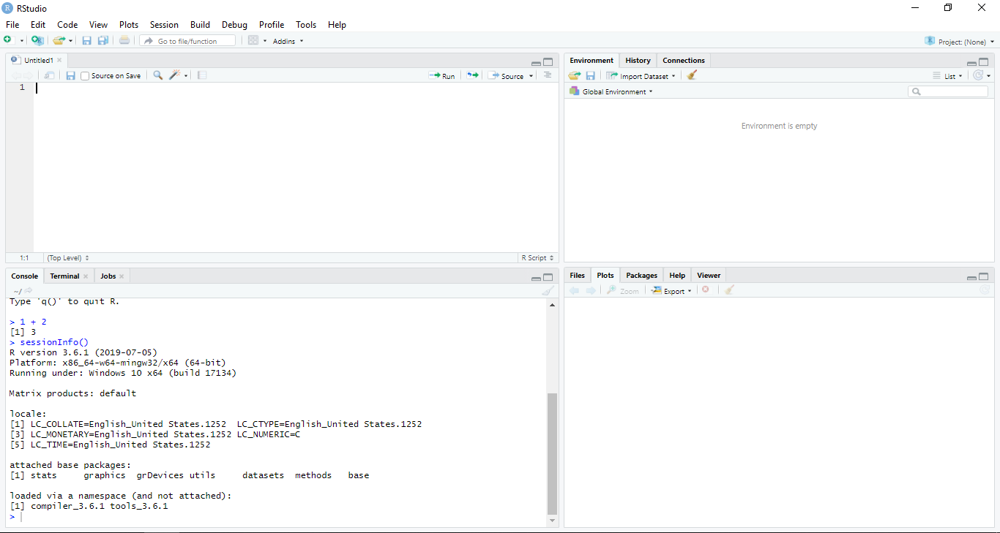 RStudio
File Edit Code View Plots Session Build Debug Profile Tools Help
Go to file/function Addins Project: (None)
Untitled1
Source on Save Run Source
1
1:1 (Top Level) R Script
Console Terminal Jobs
~/
Type 'q()' to quit R.
> 1 + 2
[1] 3
> sessionInfo()
R version 3.6.1 (2019-07-05)
Platform: x86_64-w64-mingw32/x64 (64-bit)
Running under: Windows 10 x64 (build 17134)
Matrix products: default
locale:
[1] LC_COLLATE=English_United States.1252  LC_CTYPE=English_United States.1252
[3] LC_MONETARY=English_United States.1252 LC_NUMERIC=C
[5] LC_TIME=English_United States.1252
attached base packages:
[1] stats     graphics  grDevices utils     datasets  methods   base
loaded via a namespace (and not attached):
[1] compiler_3.6.1 tools_3.6.1
>
Environment History Connections
Import Dataset List
Global Environment
Environment is empty
Files Plots Packages Help Viewer
Zoom Export